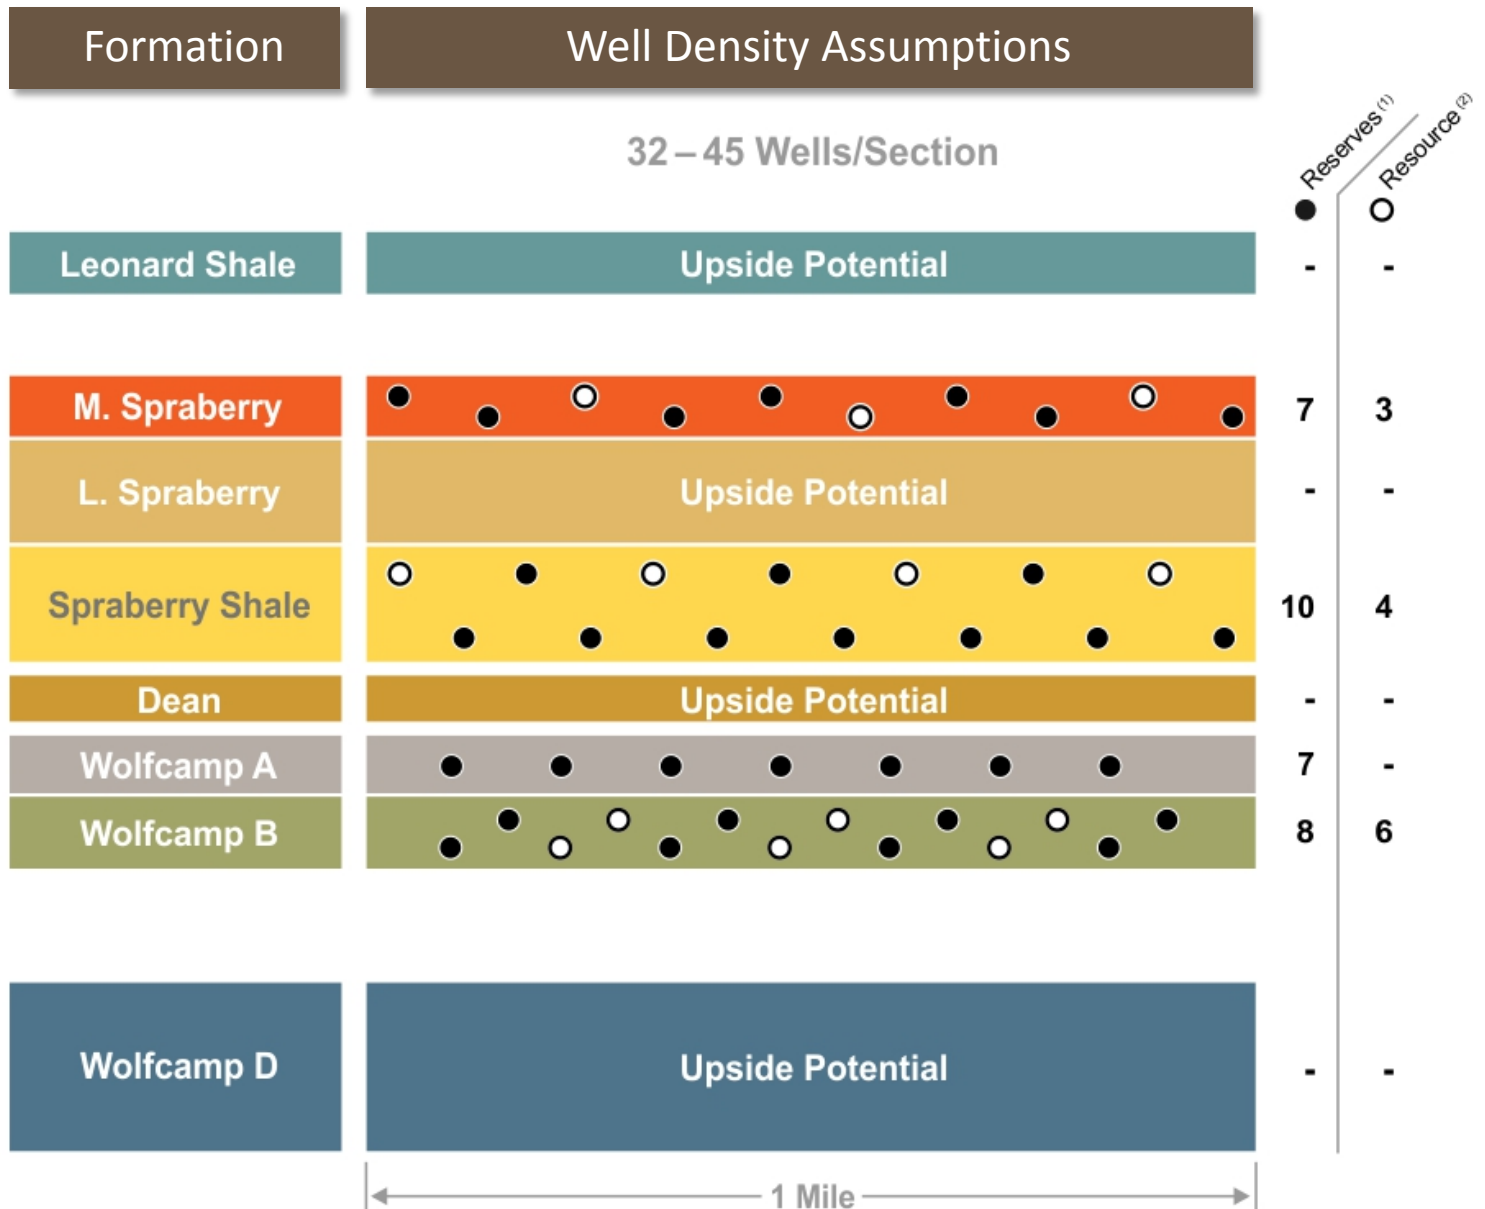 Formation
Well Density Assumptions
32 – 45 Wells/Section
Reserves (1)
Resource (2)
Leonard Shale
Upside Potential
-
-
M. Spraberry
7
3
L. Spraberry
Upside Potential
-
-
Spraberry Shale
10
4
Dean
Upside Potential
-
-
Wolfcamp A
7
-
Wolfcamp B
8
6
Wolfcamp D
Upside Potential
-
-
1 Mile